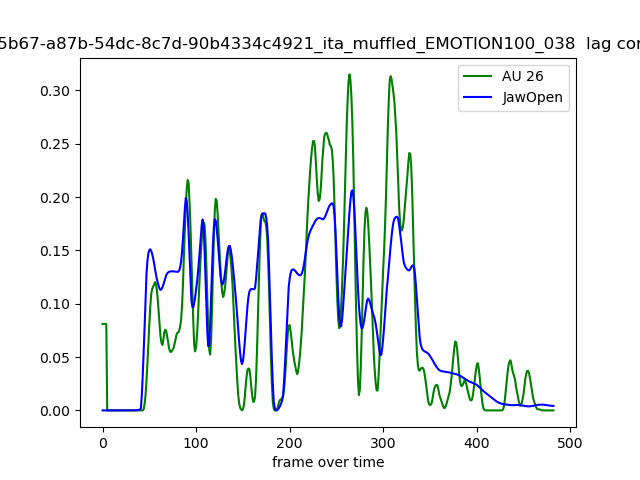 5b67-a87b-54dc-8c7d-90b4334c4921_ita_muffled_EMOTION100_038 lag cor
AU 26
JawOpen
0.30
0.25
0.20
0.15
0.10
0.05
0.00
0 100 200 300 400 500
frame over time